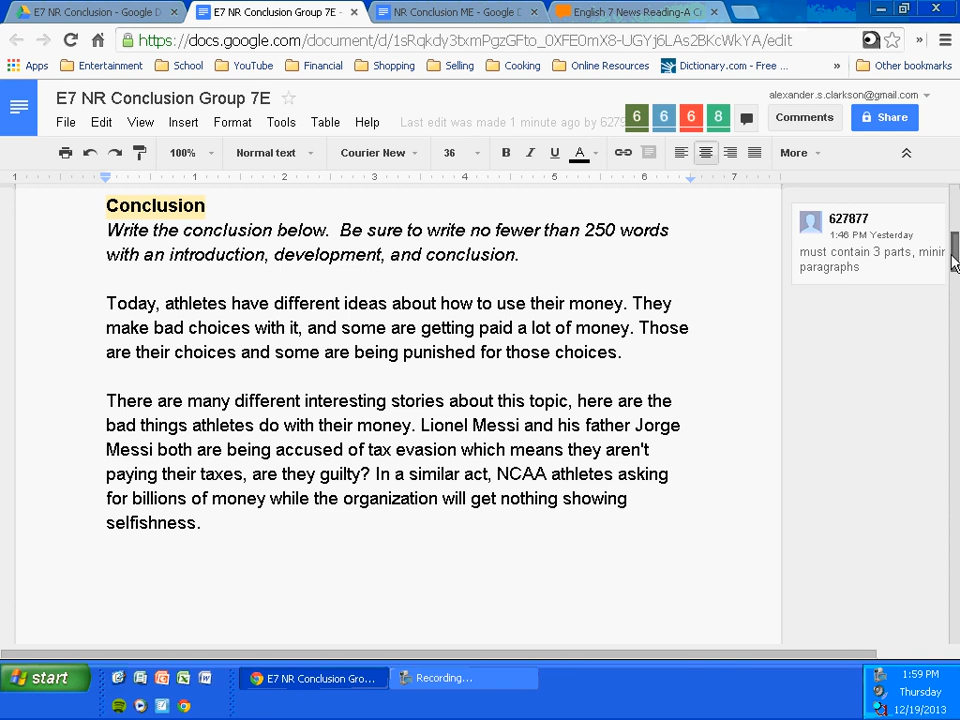 E7 NR Conclusion - Google D
E7 NR Conclusion Group 7E -
NR Conclusion ME - Google D
English 7 News Reading-A Cr
https://docs.google.com/document/d/1sRqkdy3txmPgzGFto_0XFE0mX8-UGYj6LAs2BKcWkYA/edit
Apps Entertainment School YouTube Financial Shopping Selling Cooking Online Resources Dictionary.com - Free ... » Other bookmarks
E7 NR Conclusion Group 7E
alexander.s.clarkson@gmail.com
File Edit View Insert Format Tools Table Help Last edit was made 1 minute ago by 6279
6 6 6 8
Comments Share
100% Normal text Courier New 36 B I U A More
1 1 2 3 4 5 6 7
Conclusion
Write the conclusion below. Be sure to write no fewer than 250 words
with an introduction, development, and conclusion.
627877
1:46 PM Yesterday
must contain 3 parts, minir
paragraphs
Today, athletes have different ideas about how to use their money. They
make bad choices with it, and some are getting paid a lot of money. Those
are their choices and some are being punished for those choices.
There are many different interesting stories about this topic, here are the
bad things athletes do with their money. Lionel Messi and his father Jorge
Messi both are being accused of tax evasion which means they aren't
paying their taxes, are they guilty? In a similar act, NCAA athletes asking
for billions of money while the organization will get nothing showing
selfishness.
start
E7 NR Conclusion Gro...
Recording...
1:59 PM
Thursday
12/19/2013